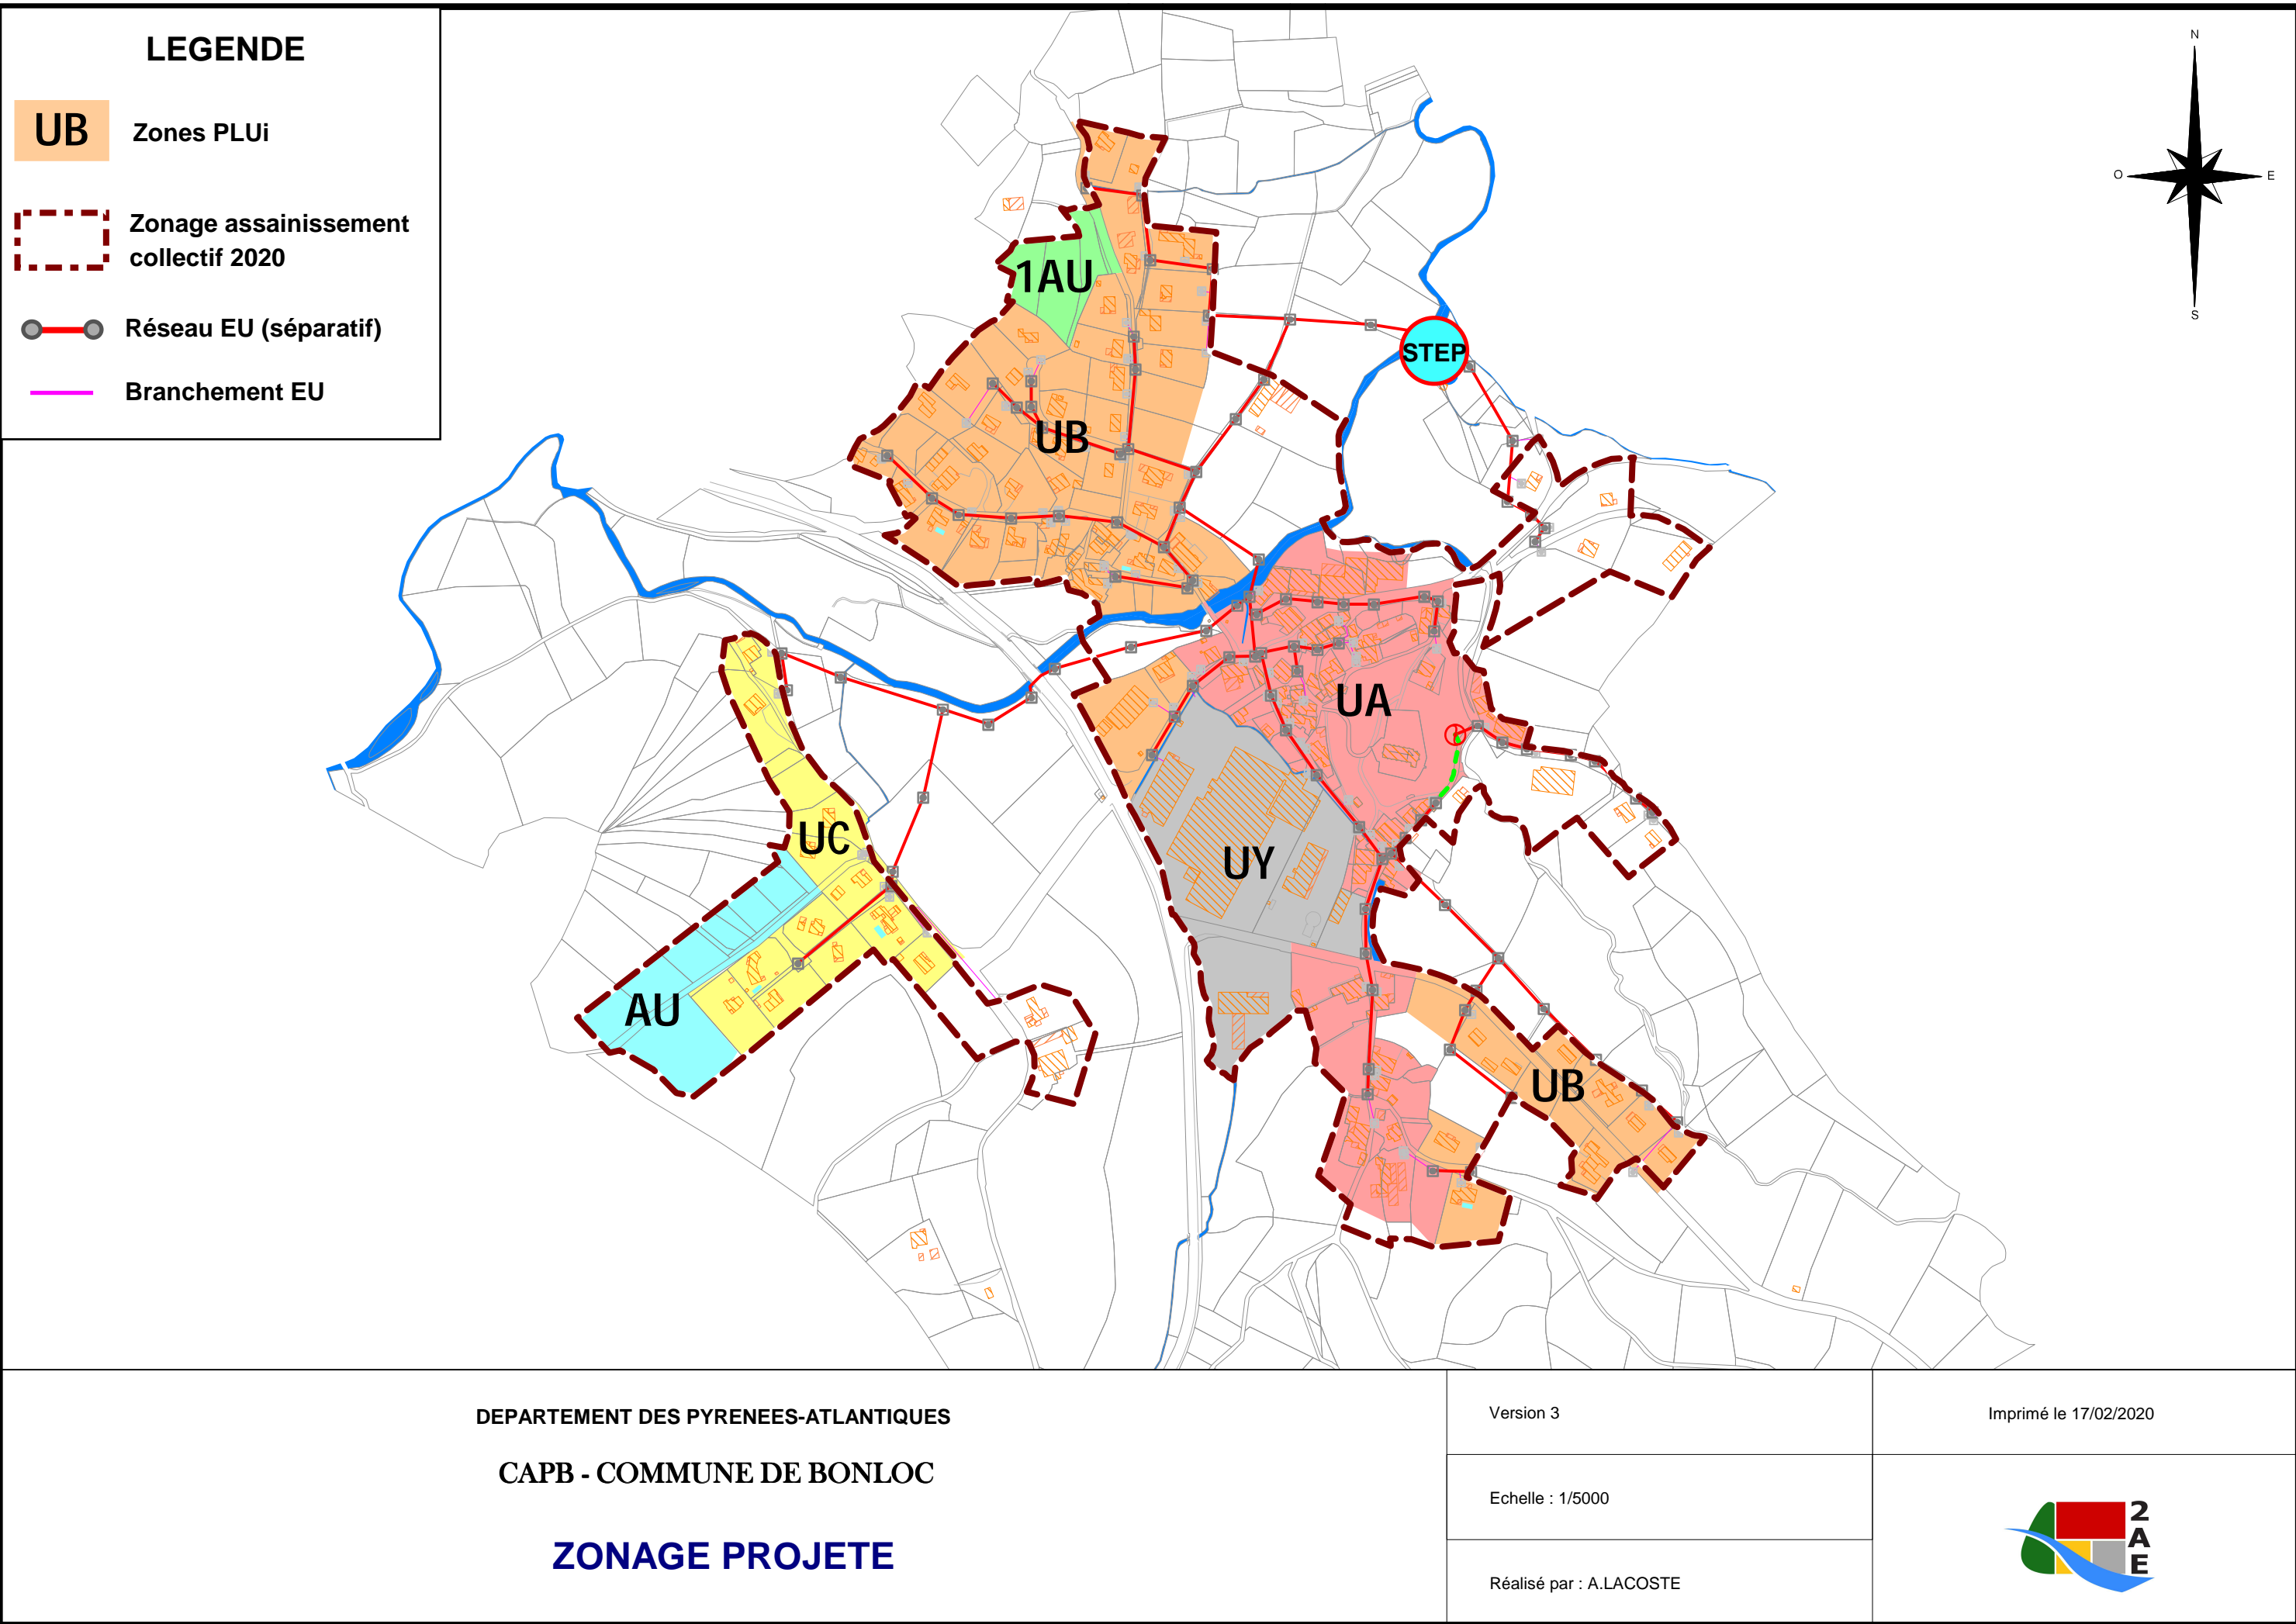 LEGENDE
UB Zones PLUi
Zonage assainissement
collectif 2020
Réseau EU (séparatif)
Branchement EU
N
O E
S
1AU
STEP
UB
UA
UC
UY
AU
UB
DEPARTEMENT DES PYRENEES-ATLANTIQUES
CAPB - COMMUNE DE BONLOC
ZONAGE PROJETE
Version 3
Imprimé le 17/02/2020
Echelle : 1/5000
Réalisé par : A.LACOSTE
2
A
E